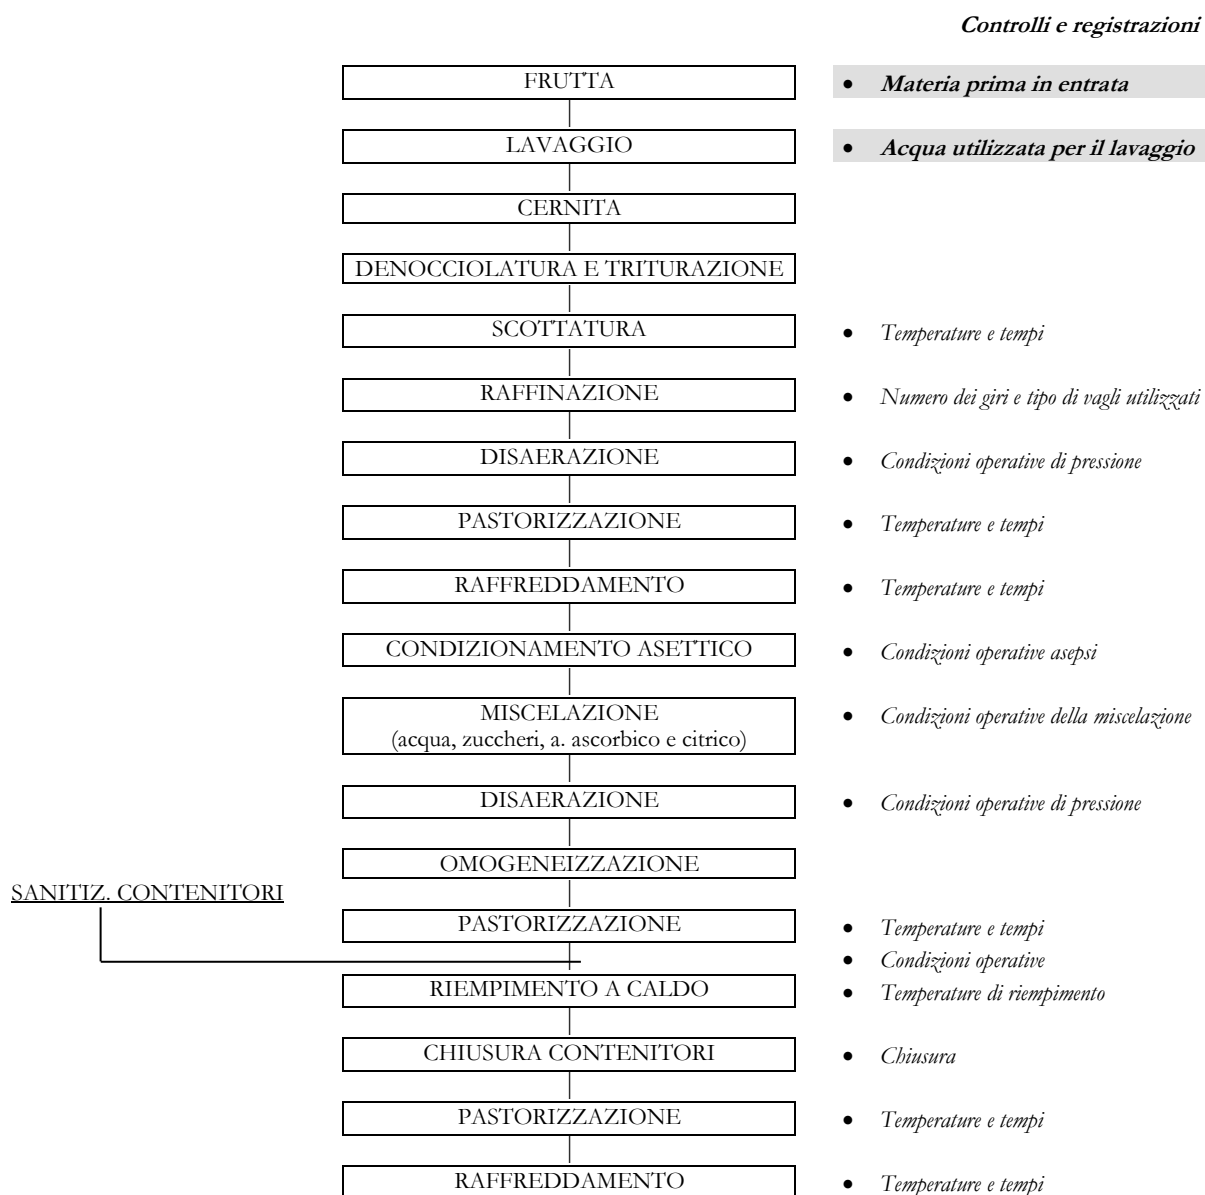 Controlli e registrazioni
FRUTTA
• Materia prima in entrata
LAVAGGIO
• Acqua utilizzata per il lavaggio
CERNITA
DENOCCIOLATURA E TRITURAZIONE
SCOTTATURA
• Temperature e tempi
RAFFINAZIONE
• Numero dei giri e tipo di vagli utilizzati
DISAERAZIONE
• Condizioni operative di pressione
PASTORIZZAZIONE
• Temperature e tempi
RAFFREDDAMENTO
• Temperature e tempi
CONDIZIONAMENTO ASETTICO
• Condizioni operative asepsi
MISCELAZIONE
(acqua, zuccheri, a. ascorbico e citrico)
• Condizioni operative della miscelazione
DISAERAZIONE
• Condizioni operative di pressione
OMOGENEIZZAZIONE
SANITIZ. CONTENITORI
PASTORIZZAZIONE
• Temperature e tempi
• Condizioni operative
RIEMPIMENTO A CALDO
• Temperature di riempimento
CHIUSURA CONTENITORI
• Chiusura
PASTORIZZAZIONE
• Temperature e tempi
RAFFREDDAMENTO
• Temperature e tempi